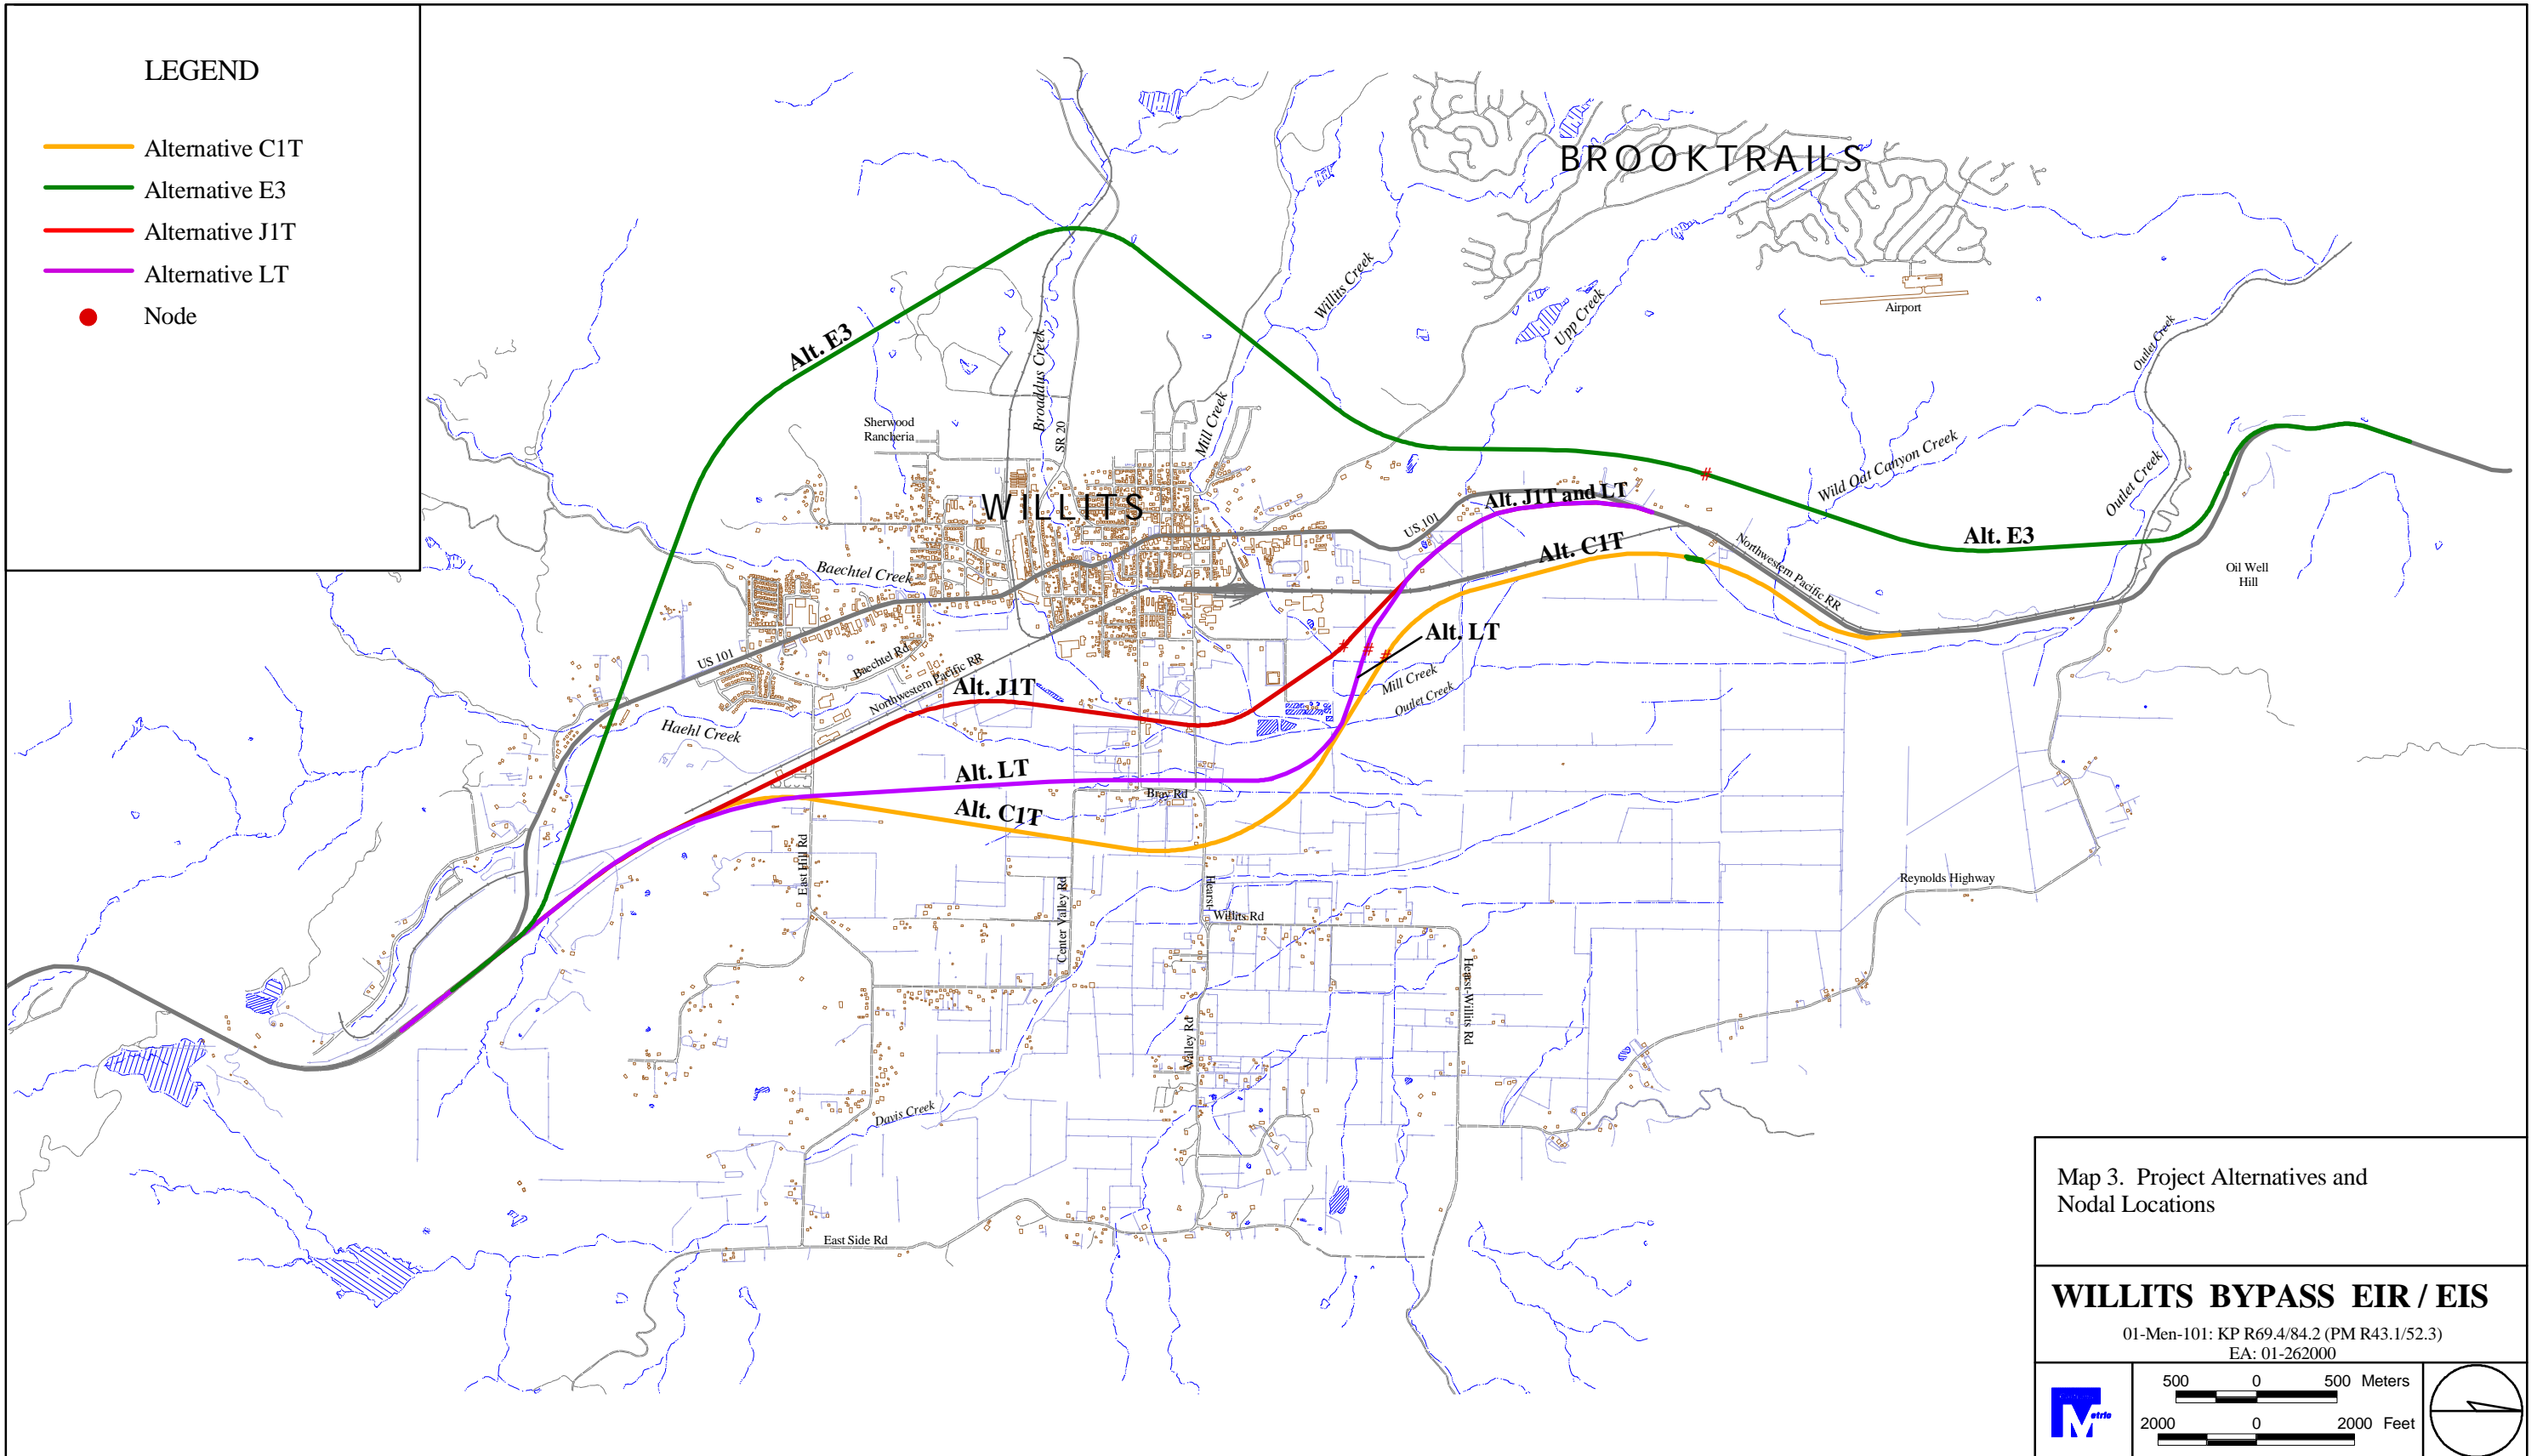 LEGEND
Alternative C1T
Alternative E3
Alternative J1T
Alternative LT
Node
BROOKTRAILS
Airport
Willits Creek
Upp Creek
Outlet Creek
Alt. E3
Broaddus Creek
SR 20
Mill Creek
Sherwood
Rancheria
WILLITS
Wild Oat Canyon Creek
Outlet Creek
#
Alt. J1T and LT
US 101
Alt. C1T
Alt. E3
Northwestern Pacific RR
Oil Well
Hill
Baechtel Creek
US 101
Baechtel Rd
Northwestern Pacific RR
Alt. LT
#
#
#
Mill Creek
Outlet Creek
Alt. J1T
Haehl Creek
Alt. LT
Bray Rd
Alt. C1T
East Hill Rd
Center Valley Rd
Hearst-
Willits Rd
Reynolds Highway
Hearst-Willits Rd
Valley Rd
Davis Creek
East Side Rd
Map 3. Project Alternatives and
Nodal Locations
WILLITS BYPASS EIR / EIS
01-Men-101: KP R69.4/84.2 (PM R43.1/52.3)
EA: 01-262000
Metric
500 0 500 Meters
2000 0 2000 Feet